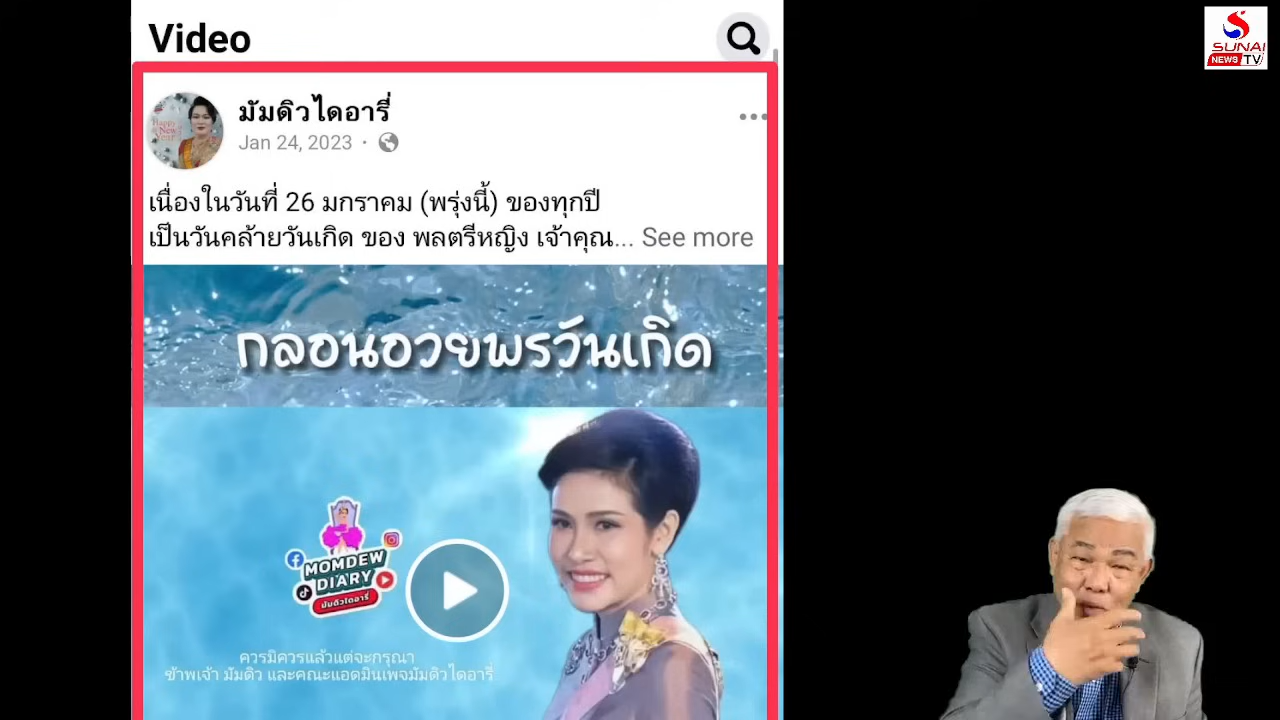 Video
SUNAI
NEWS TV
มัมดิวไดอารี่
Jan 24, 2023 ·
เนื่องในวันที่ 26 มกราคม (พรุ่งนี้) ของทุกปี
เป็นวันคล้ายวันเกิด ของ พลตรีหญิง เจ้าคุณ... See more
กลอนอวยพรวันเกิด
MOMDEW
DIARY
มัมดิวไดอารี่
ควรมิควรแล้วแต่จะกรุณา
ข้าพเจ้า มัมดิว และคณะแอดมินเพจมัมดิวไดอารี่